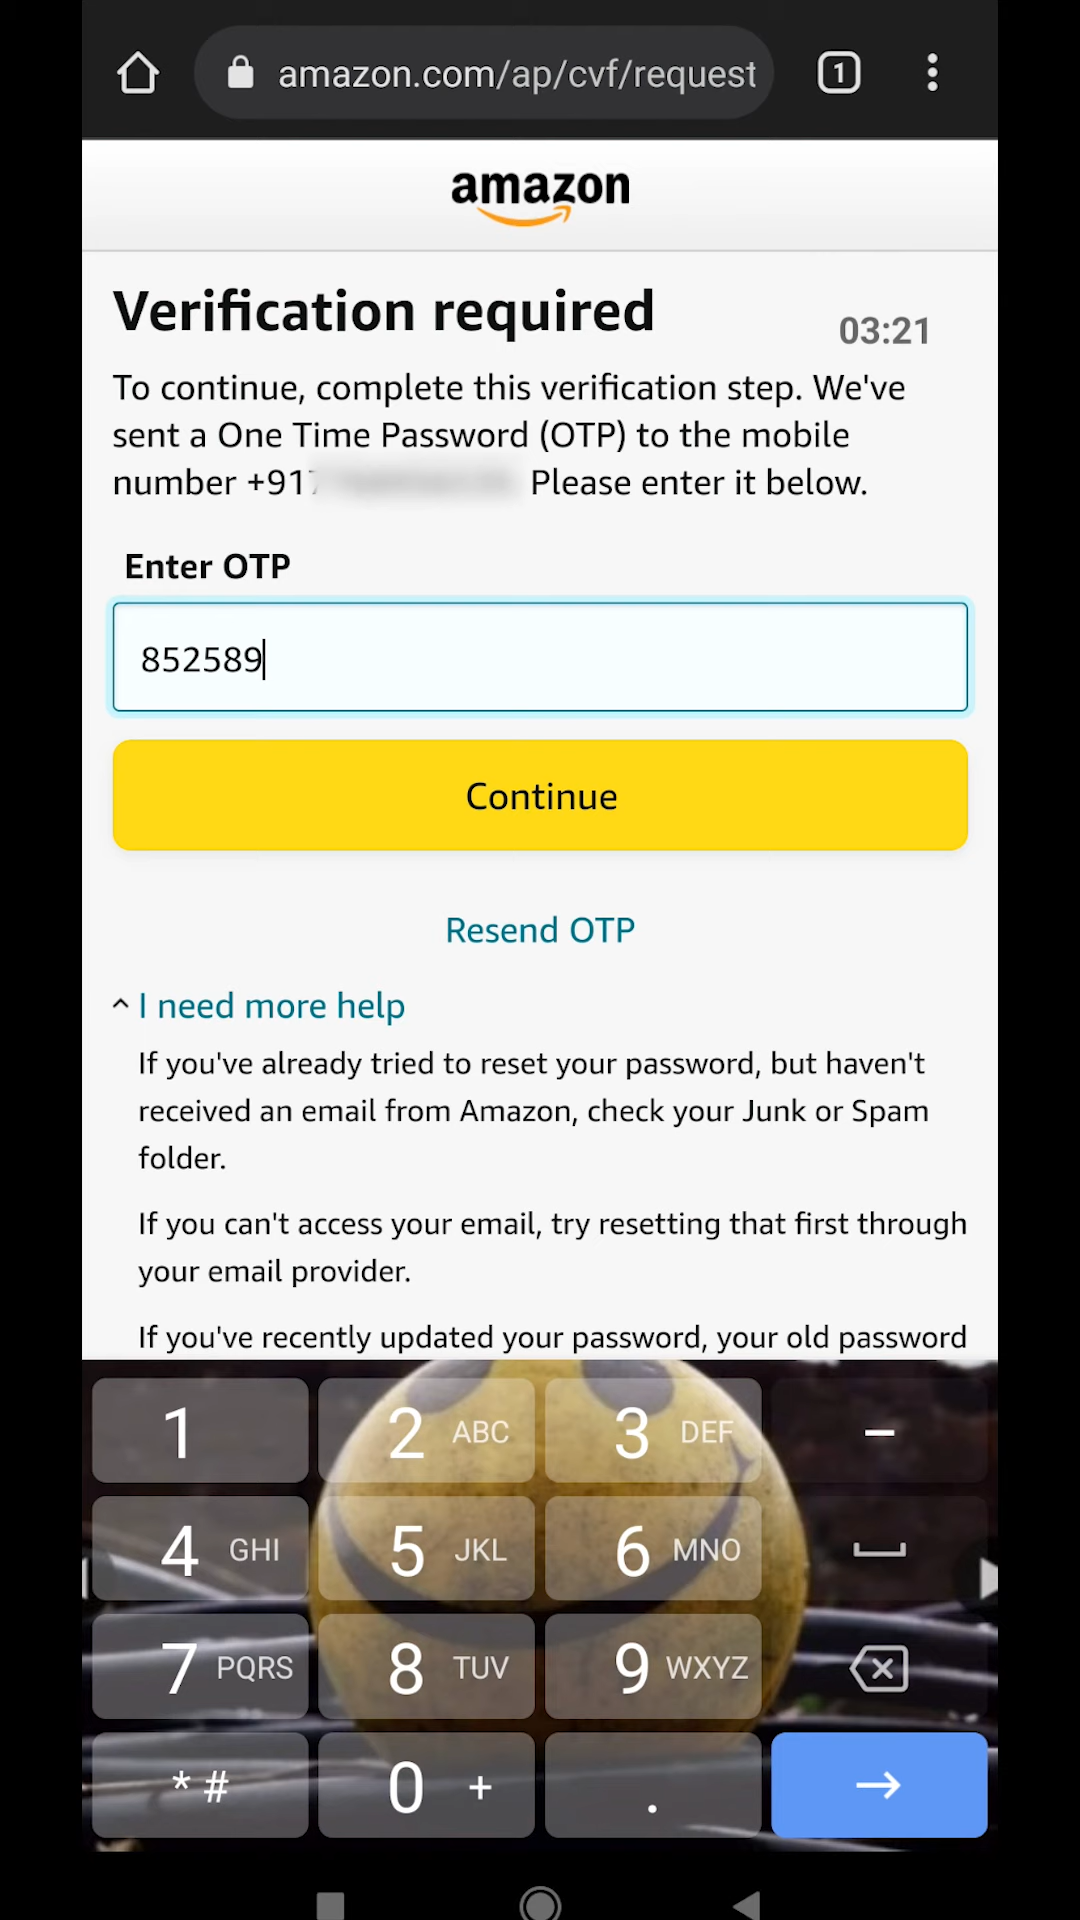 amazon.com/ap/cvf/request
1
amazon
Verification required
03:21
To continue, complete this verification step. We've
sent a One Time Password (OTP) to the mobile
number +91 Please enter it below.
Enter OTP
852589
Continue
Resend OTP
I need more help
If you've already tried to reset your password, but haven't
received an email from Amazon, check your Junk or Spam
folder.
If you can't access your email, try resetting that first through
your email provider.
If you've recently updated your password, your old password
1 2 ABC 3 DEF –
4 GHI 5 JKL 6 MNO
7 PQRS 8 TUV 9 WXYZ
* # 0 + .